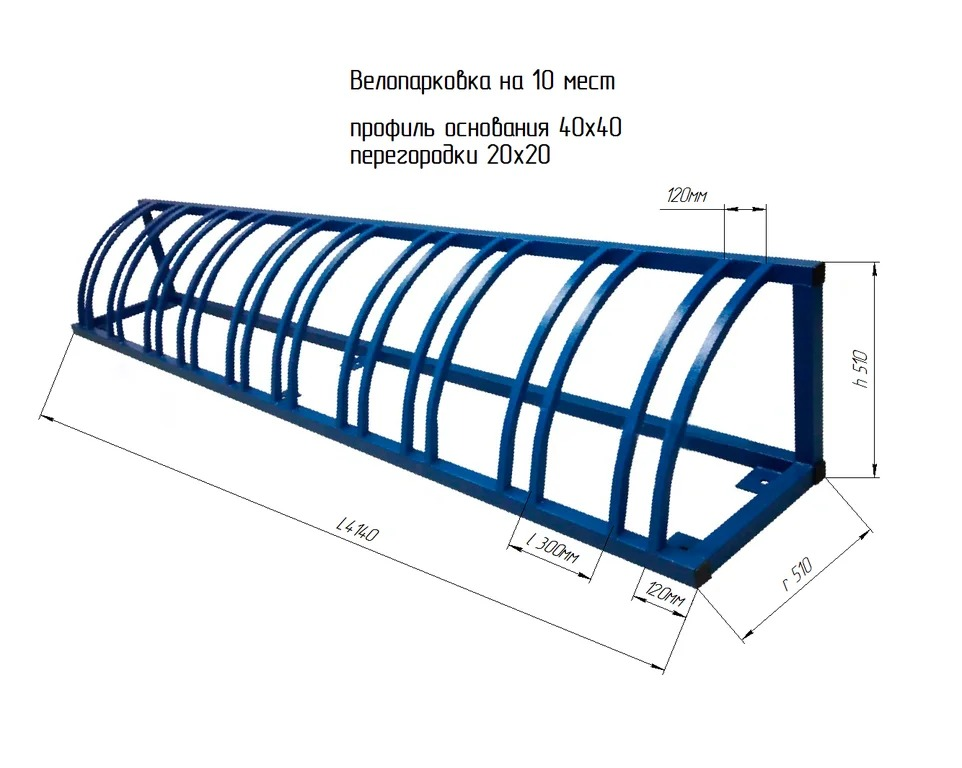 Велопарковка на 10 мест
профиль основания 40х40
перегородки 20х20
120мм
h 510
L4140
l 300мм
120мм
r 510